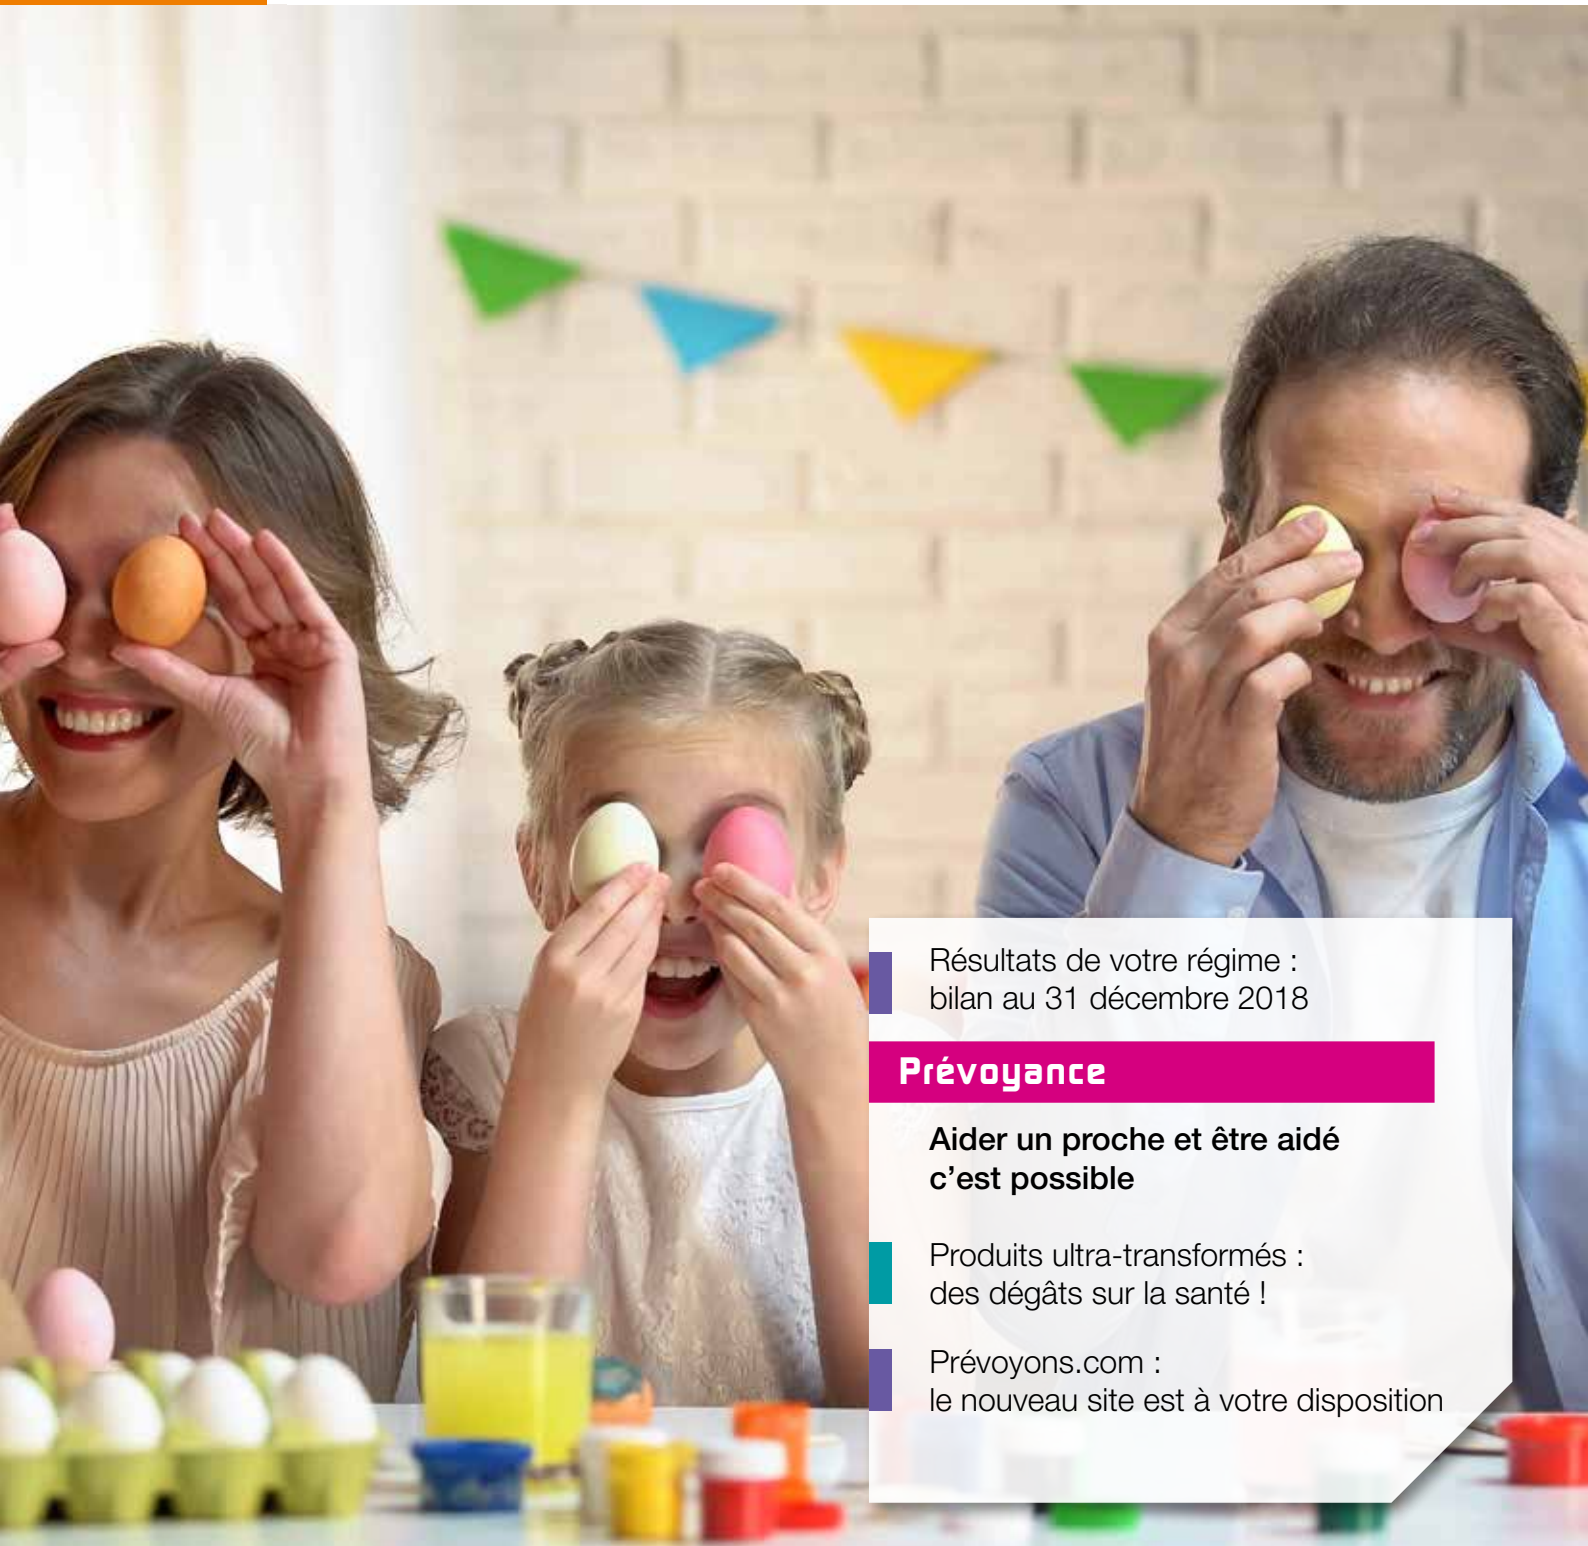 Résultats de votre régime :
bilan au 31 décembre 2018
Prévoyance
Aider un proche et être aidé
c'est possible
Produits ultra-transformés :
des dégâts sur la santé !
Prévoyons.com :
le nouveau site est à votre disposition